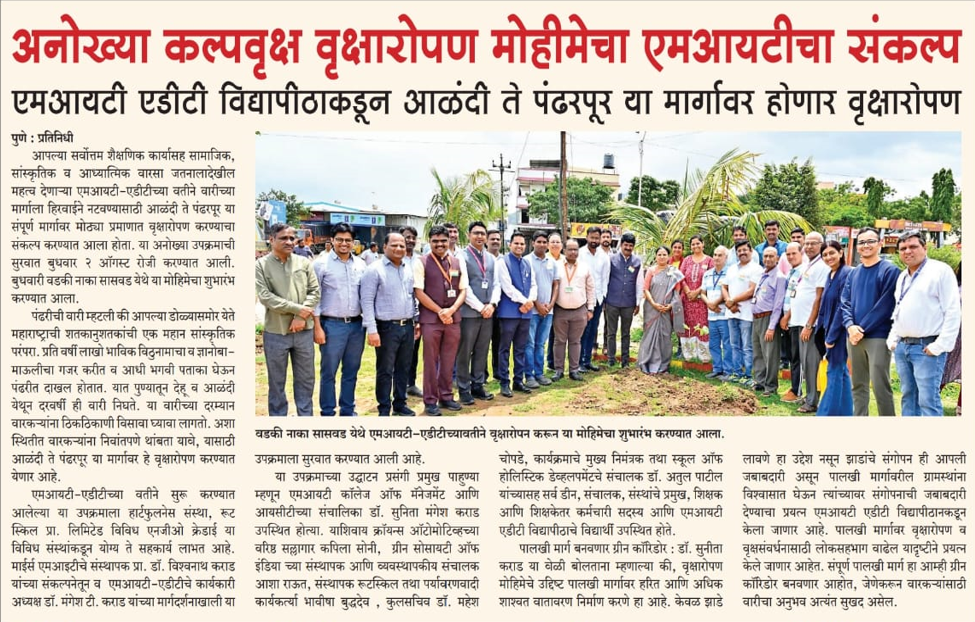 अनोख्या कल्पवृक्ष वृक्षारोपण मोहीमेचा एमआयटीचा संकल्प
एमआयटी एडीटी विद्यापीठाकडून आळंदी ते पंढरपूर या मार्गावर होणार वृक्षारोपण
पुणे : प्रतिनिधी
आपल्या सर्वोत्तम शैक्षणिक कार्यासह सामाजिक,
सांस्कृतिक व आध्यात्मिक वारसा जतनालादेखील
महत्व देणाऱ्या एमआयटी-एडीटीच्या वतीने वारीच्या
मार्गाला हिरवाईने नटवण्यासाठी आळंदी ते पंढरपूर या
संपूर्ण मार्गावर मोठ्या प्रमाणात वृक्षारोपण करण्याचा
संकल्प करण्यात आला होता. या अनोख्या उपक्रमाची
सुरवात बुधवार २ ऑगस्ट रोजी करण्यात आली.
बुधवारी वडकी नाका सासवड येथे या मोहिमेचा शुभारंभ
करण्यात आला.
पंढरीची वारी म्हटली की आपल्या डोळ्यासमोर येते
महाराष्ट्राची शतकानुशतकांची एक महान सांस्कृतिक
परंपरा. प्रति वर्षी लाखो भाविक विठुनामाचा व ज्ञानोबा-
माऊलीचा गजर करीत व आधी भगवी पताका घेऊन
पंढरीत दाखल होतात. यात पुण्यातून देहू व आळंदी
येथून दरवर्षी ही वारी निघते. या वारीच्या दरम्यान
वारकऱ्यांना ठिकठिकाणी विसावा घ्यावा लागतो. अशा
स्थितीत वारकऱ्यांना निवांतपणे थांबता यावे, यासाठी
आळंदी ते पंढरपूर या मार्गावर हे वृक्षारोपण करण्यात
येणार आहे.
एमआयटी-एडीटीच्या वतीने सुरू करण्यात
आलेल्या या उपक्रमाला हार्टफुलनेस संस्था, रूट
स्किल प्रा. लिमिटेड विविध एनजीओ क्रेडाई या
विविध संस्थांकडून योग्य ते सहकार्य लाभत आहे.
माईर्स एमआइटीचे संस्थापक प्रा. डॉ. विश्वनाथ कराड
यांच्या संकल्पनेतून व एमआयटी-एडीटीचे कार्यकारी
अध्यक्ष डॉ. मंगेश टी. कराड यांच्या मार्गदर्शनाखाली या
वडकी नाका सासवड येथे एमआयटी-एडीटीच्यावतीने वृक्षारोपन करून या मोहिमेचा शुभारंभ करण्यात आला.
उपक्रमाला सुरवात करण्यात आली आहे.
या उपक्रमाच्या उद्घाटन प्रसंगी प्रमुख पाहुण्या
म्हणून एमआयटी कॉलेज ऑफ मॅनेजमेंट आणि
आयसीटीच्या संचालिका डॉ. सुनिता मंगेश कराड
उपस्थित होत्या. याशिवाय क्रॉयन्स ऑटोमोटिव्हच्या
वरिष्ठ सल्लागार कपिला सोनी, ग्रीन सोसायटी ऑफ
इंडिया च्या संस्थापक आणि व्यवस्थापकीय संचालक
आशा राऊत, संस्थापक रूटस्किल तथा पर्यावरणवादी
कार्यकर्त्या भावीषा बुद्धदेव , कुलसचिव डॉ. महेश
चोपडे, कार्यक्रमाचे मुख्य निमंत्रक तथा स्कूल ऑफ
होलिस्टिक डेव्हलपमेंटचे संचालक डॉ. अतुल पाटील
यांच्यासह सर्व डीन, संचालक, संस्थांचे प्रमुख, शिक्षक
आणि शिक्षकेतर कर्मचारी सदस्य आणि एमआयटी
एडीटी विद्यापीठाचे विद्यार्थी उपस्थित होते.
पालखी मार्ग बनवणार ग्रीन कॉरिडोर : डॉ. सुनीता
कराड या वेळी बोलताना म्हणाल्या की, वृक्षारोपण
मोहिमेचे उद्दिष्ट पालखी मार्गावर हरित आणि अधिक
शाश्वत वातावरण निर्माण करणे हा आहे. केवळ झाडे
लावणे हा उद्देश नसून झाडांचे संगोपन ही आपली
जबाबदारी असून पालखी मार्गावरील ग्रामस्थांना
विश्वासात घेऊन त्यांच्यावर संगोपनाची जबाबदारी
देण्याचा प्रयत्न एमआयटी एडीटी विद्यापीठानकडून
केला जाणार आहे. पालखी मार्गावर वृक्षारोपण व
वृक्षसंवर्धनासाठी लोकसहभाग वाढेल यादृष्टीने प्रयत्न
केले जाणार आहेत. संपूर्ण पालखी मार्ग हा आम्ही ग्रीन
कॉरिडोर बनवणार आहोत, जेणेकरून वारकऱ्यांसाठी
वारीचा अनुभव अत्यंत सुखद असेल.